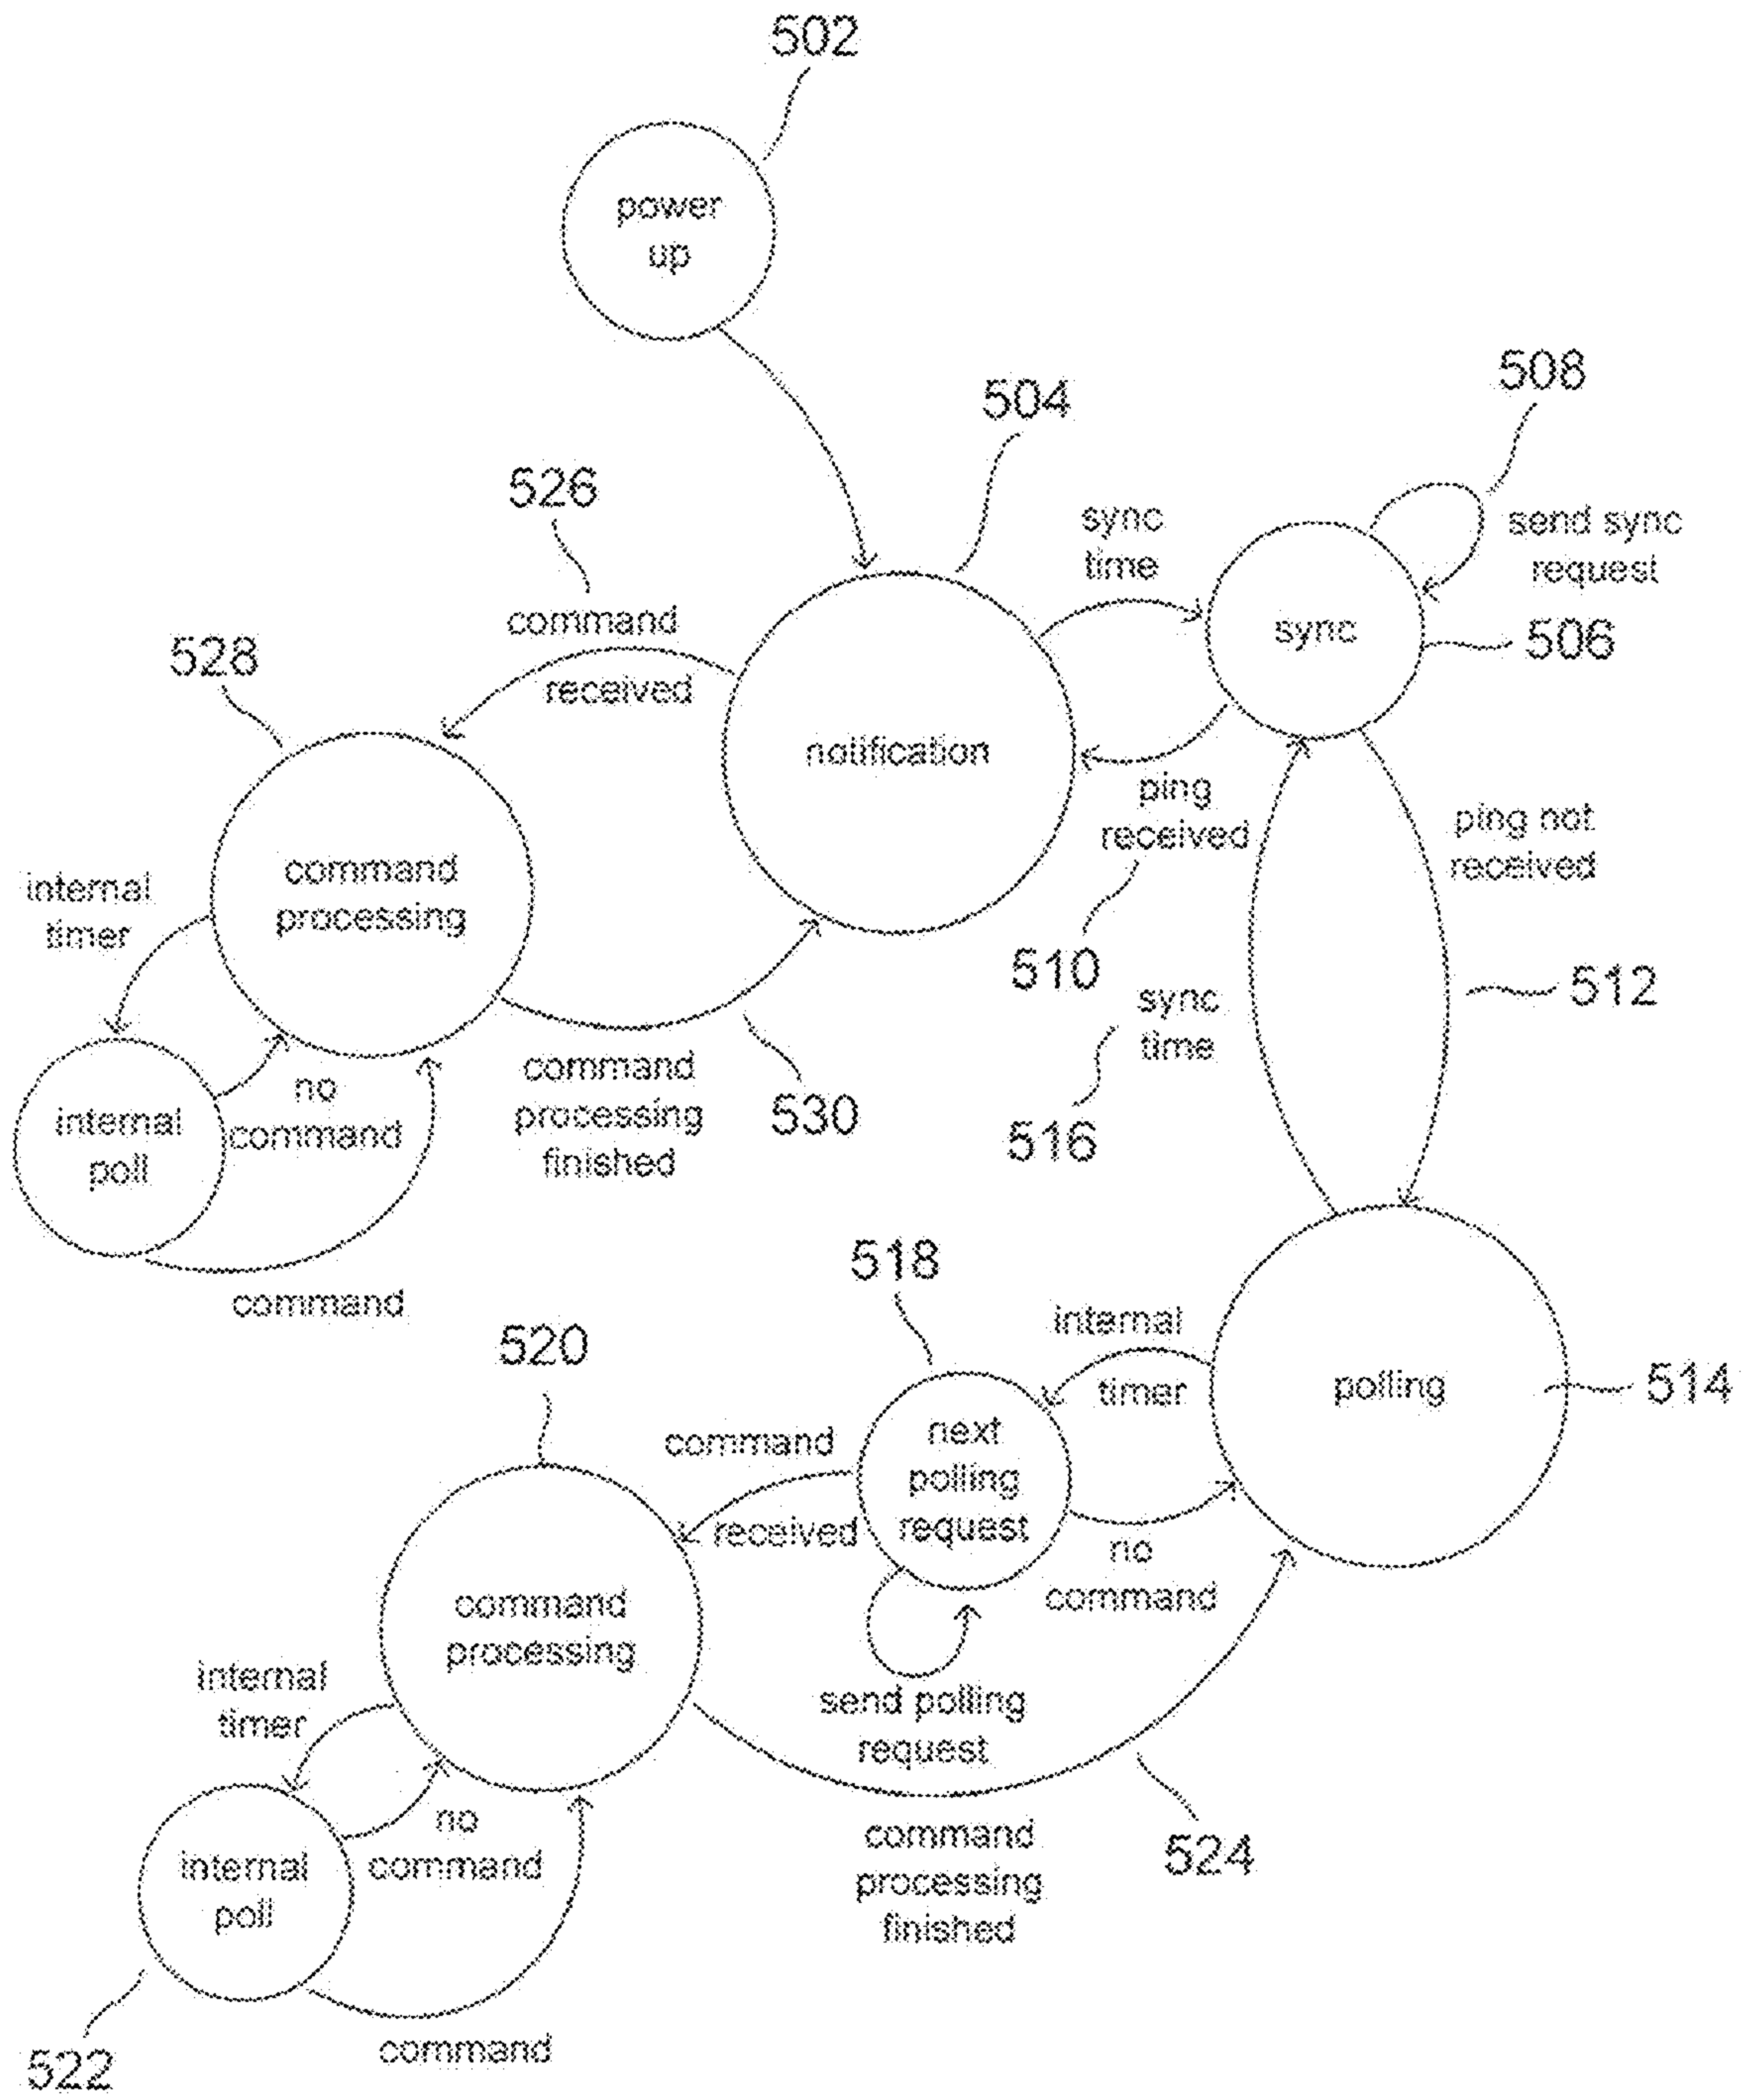 502
power
up
504
508
526
sync
time
send sync
request
command
received
528
sync
506
notification
ping
received
ping not
received
command
processing
internal
timer
510
512
sync
time
516
no
command
internal
poll
command
processing
finished
530
command
518
520
internal
timer
polling
514
command
received
next
polling
request
no
command
command
processing
send polling
request
internal
timer
no
command
internal
poll
command
processing
finished
524
command
522